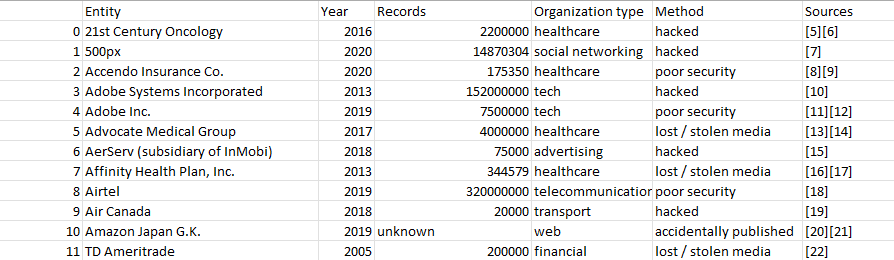 Entity Year Records Organization type Method Sources
0 21st Century Oncology 2016 2200000 healthcare hacked [5][6]
1 500px 2020 14870304 social networking hacked [7]
2 Accendo Insurance Co. 2020 175350 healthcare poor security [8][9]
3 Adobe Systems Incorporated 2013 152000000 tech hacked [10]
4 Adobe Inc. 2019 7500000 tech poor security [11][12]
5 Advocate Medical Group 2017 4000000 healthcare lost / stolen media [13][14]
6 AerServ (subsidiary of InMobi) 2018 75000 advertising hacked [15]
7 Affinity Health Plan, Inc. 2013 344579 healthcare lost / stolen media [16][17]
8 Airtel 2019 320000000 telecommunication poor security [18]
9 Air Canada 2018 20000 transport hacked [19]
10 Amazon Japan G.K. 2019 unknown web accidentally published [20][21]
11 TD Ameritrade 2005 200000 financial lost / stolen media [22]